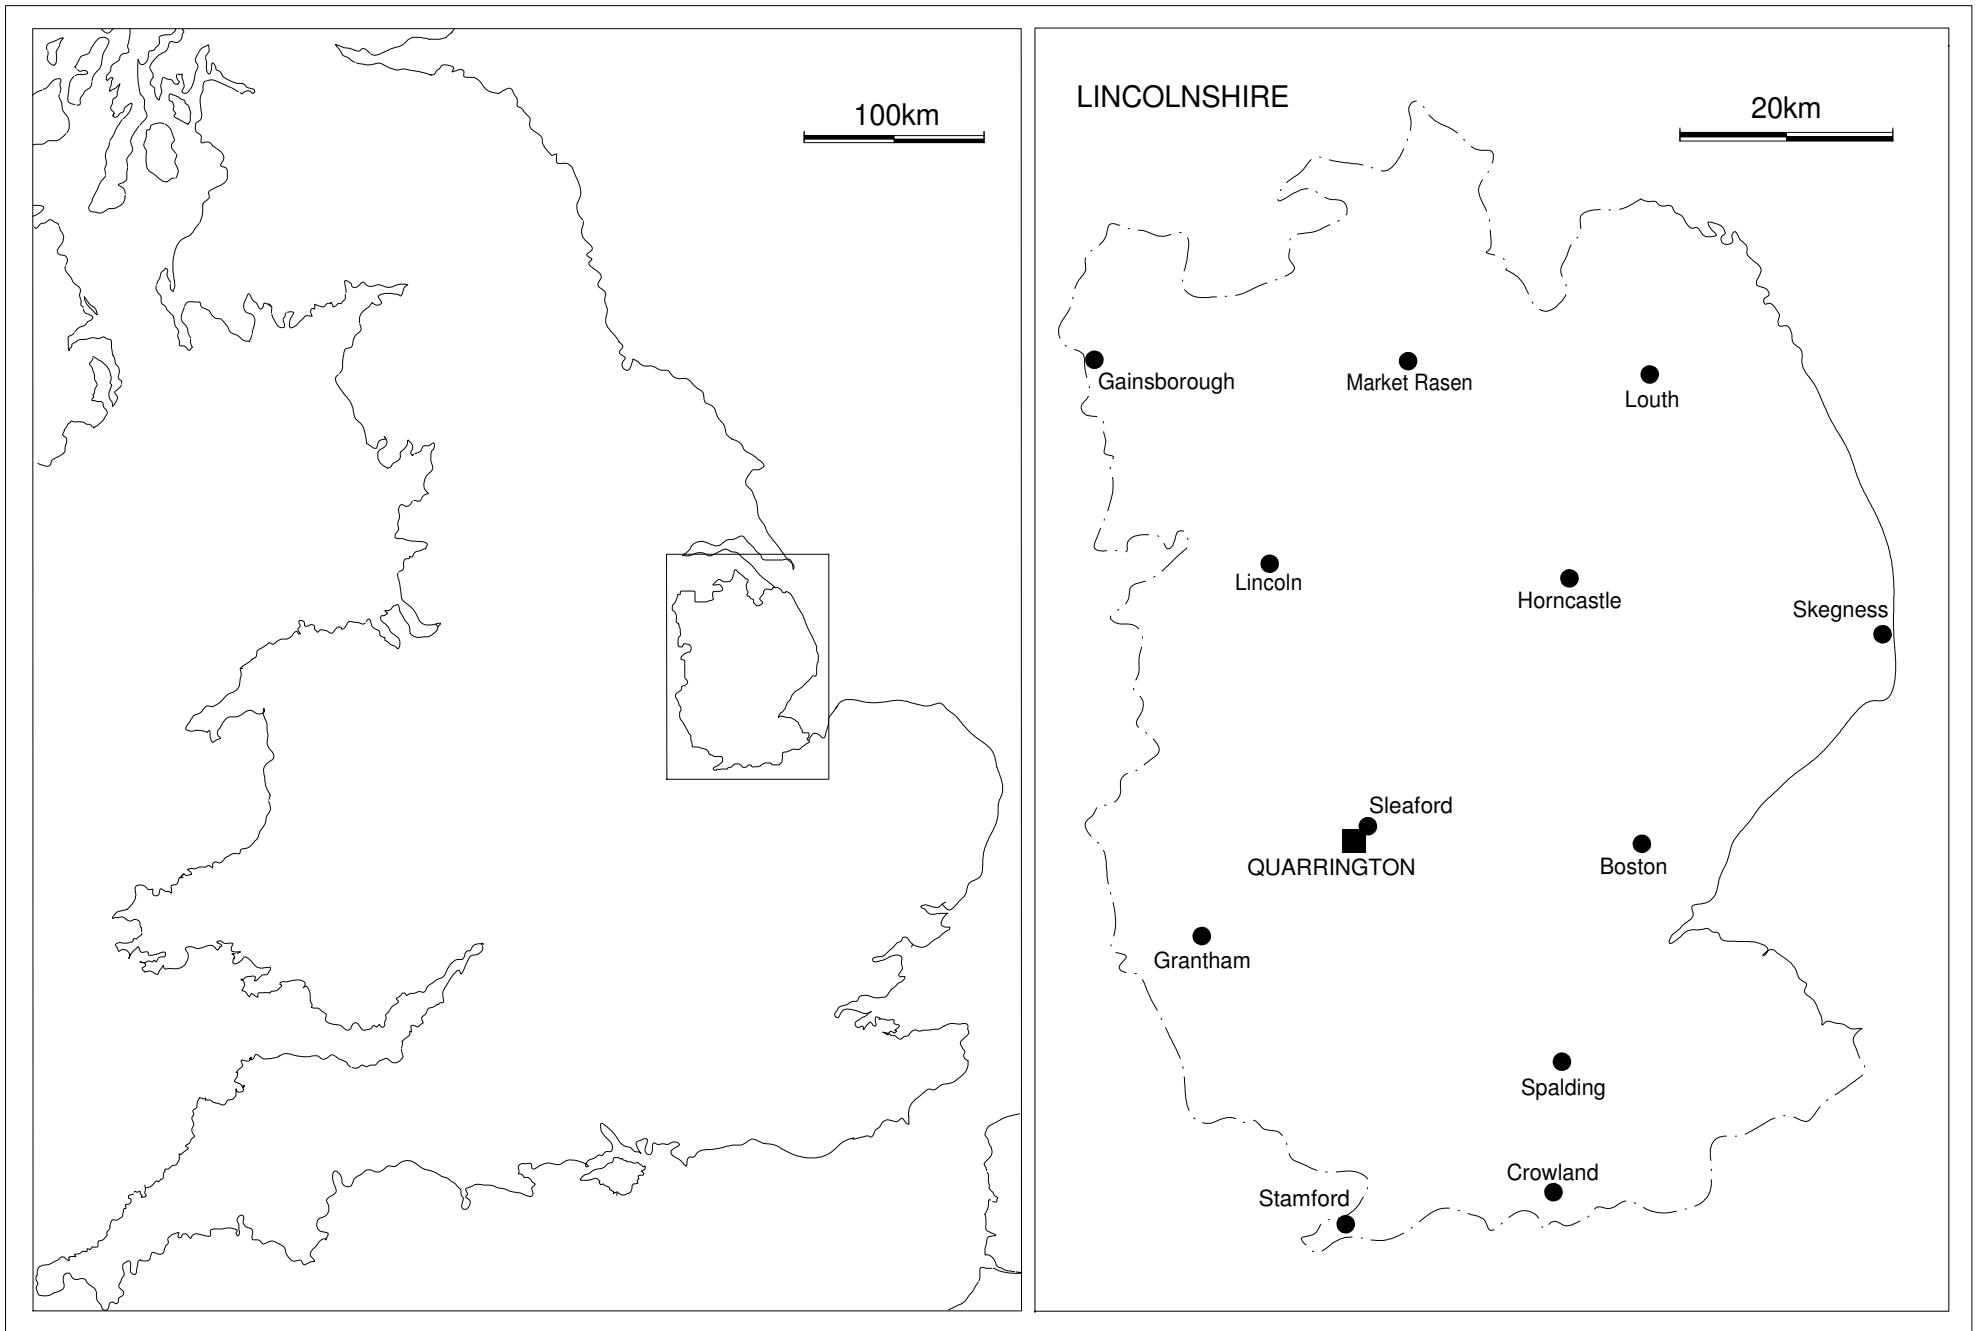 100km
LINCOLNSHIRE
20km
Gainsborough
Market Rasen
Louth
Lincoln
Horncastle
Skegness
Sleaford
QUARRINGTON
Boston
Grantham
Spalding
Crowland
Stamford